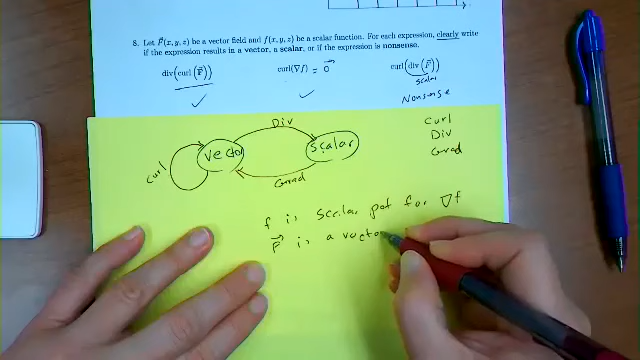 8. Let F⃗(x, y, z) be a vector field and f(x, y, z) be a scalar function. For each expression, clearly write
if the expression results in a vector, a scalar, or if the expression is nonsense.
div(curl(F⃗)) curl(∇f) = 0⃗ curl(div(F⃗))
✓ ✓ scalar
Nonsense
Div Curl
curl vector scalar Div
Grad Grad
f is scalar pot for ∇f
F⃗ is a vecto